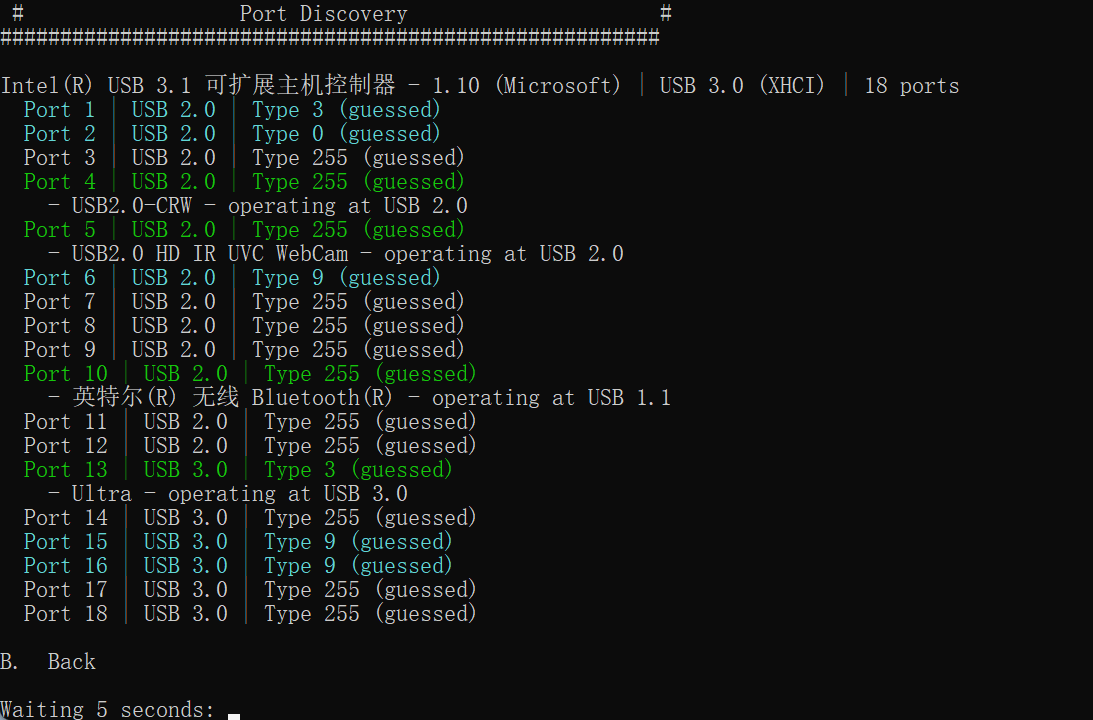 # Port Discovery #
#######################################################
Intel(R) USB 3.1 可扩展主机控制器 - 1.10 (Microsoft) | USB 3.0 (XHCI) | 18 ports
Port 1 | USB 2.0 | Type 3 (guessed)
Port 2 | USB 2.0 | Type 0 (guessed)
Port 3 | USB 2.0 | Type 255 (guessed)
Port 4 | USB 2.0 | Type 255 (guessed)
- USB2.0-CRW - operating at USB 2.0
Port 5 | USB 2.0 | Type 255 (guessed)
- USB2.0 HD IR UVC WebCam - operating at USB 2.0
Port 6 | USB 2.0 | Type 9 (guessed)
Port 7 | USB 2.0 | Type 255 (guessed)
Port 8 | USB 2.0 | Type 255 (guessed)
Port 9 | USB 2.0 | Type 255 (guessed)
Port 10 | USB 2.0 | Type 255 (guessed)
- 英特尔(R) 无线 Bluetooth(R) - operating at USB 1.1
Port 11 | USB 2.0 | Type 255 (guessed)
Port 12 | USB 2.0 | Type 255 (guessed)
Port 13 | USB 3.0 | Type 3 (guessed)
- Ultra - operating at USB 3.0
Port 14 | USB 3.0 | Type 255 (guessed)
Port 15 | USB 3.0 | Type 9 (guessed)
Port 16 | USB 3.0 | Type 9 (guessed)
Port 17 | USB 3.0 | Type 255 (guessed)
Port 18 | USB 3.0 | Type 255 (guessed)
B. Back
Waiting 5 seconds: